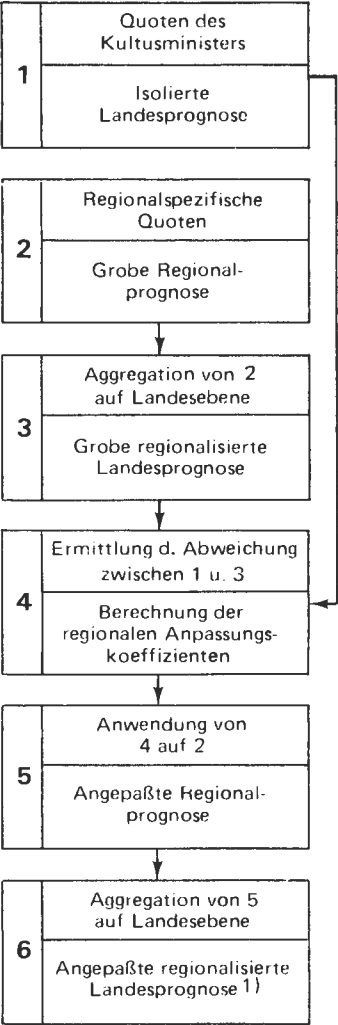 1
Quoten des
Kultusministers
Isolierte
Landesprognose
2
Regionalspezifische
Quoten
Grobe Regional-
prognose
3
Aggregation von 2
auf Landesebene
Grobe regionalisierte
Landesprognose
4
Ermittlung d. Abweichung
zwischen 1 u. 3
Berechnung der
regionalen Anpassungs-
koeffizienten
5
Anwendung von
4 auf 2
Angepaßte Regional-
prognose
6
Aggregation von 5
auf Landesebene
Angepaßte regionalisierte
Landesprognose 1)